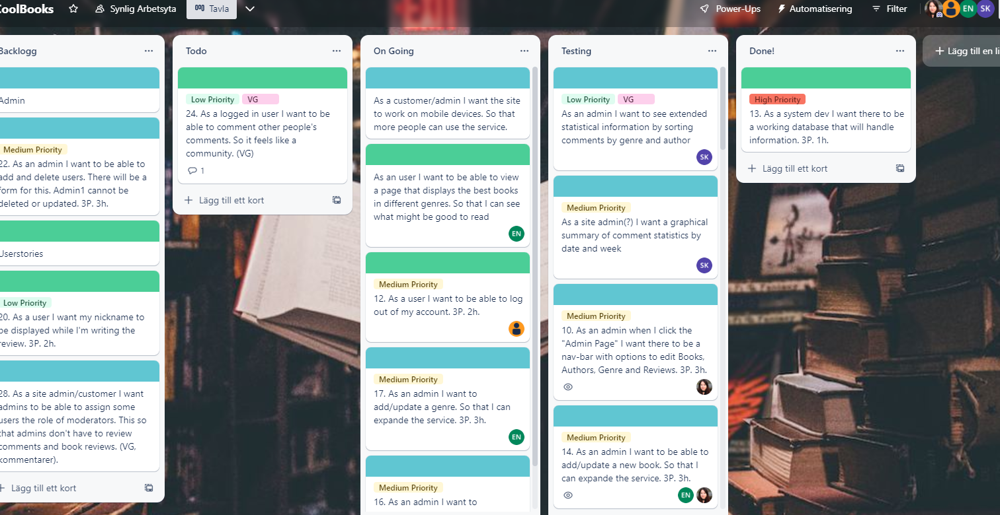 CoolBooks
Synlig Arbetsyta
Tavla
Power-Ups
Automatisering
Filter
EN
SK
Backlogg
Admin
Medium Priority
22. As an admin I want to be able to
add and delete users. There will be a
form for this. Admin1 cannot be
deleted or updated. 3P. 3h.
Userstories
Low Priority
20. As a user I want my nickname to
be displayed while I'm writing the
review. 3P. 2h.
28. As a site admin/customer I want
admins to be able to assign some
users the role of moderators. This so
that admins don't have to review
comments and book reviews. (VG,
kommentarer).
Lägg till ett kort
Todo
Low Priority VG
24. As a logged in user I want to be
able to comment other people's
comments. So it feels like a
community. (VG)
1
Lägg till ett kort
On Going
As a customer/admin I want the site
to work on mobile devices. So that
more people can use the service.
As an user I want to be able to view
a page that displays the best books
in different genres. So that I can see
what might be good to read
EN
Medium Priority
12. As a user I want to be able to log
out of my account. 3P. 2h.
Medium Priority
17. As an admin I want to
add/update a genre. So that I can
expande the service. 3P. 3h.
EN
Medium Priority
16. As an admin I want to
Testing
Low Priority VG
As an admin I want to see extended
statistical information by sorting
comments by genre and author
SK
Medium Priority
As a site admin(?) I want a graphical
summary of comment statistics by
date and week
SK
Medium Priority
10. As an admin when I click the
"Admin Page" I want there to be a
nav-bar with options to edit Books,
Authors, Genre and Reviews. 3P. 3h.
Medium Priority
14. As an admin I want to be able to
add/update a new book. So that I
can expande the service. 3P. 3h.
EN
Done!
High Priority
13. As a system dev I want there to be
a working database that will handle
information. 3P. 1h.
Lägg till ett kort
Lägg till en li